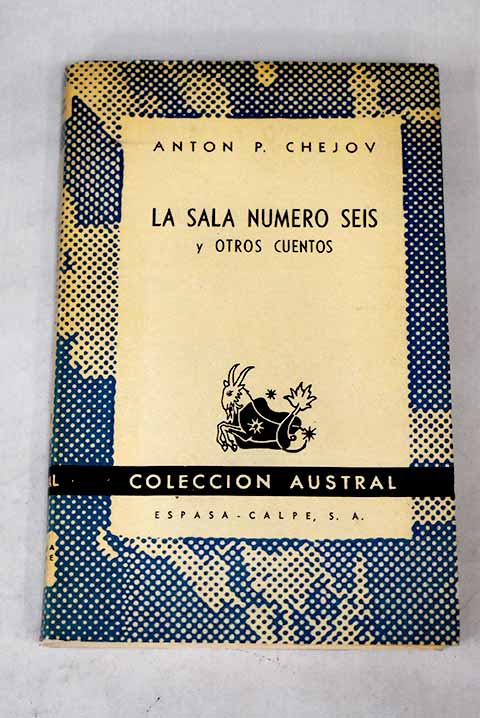 ANTON P. CHEJOV
LA SALA NUMERO SEIS
y OTROS CUENTOS
COLECCION AUSTRAL
ESPASA-CALPE, S. A.